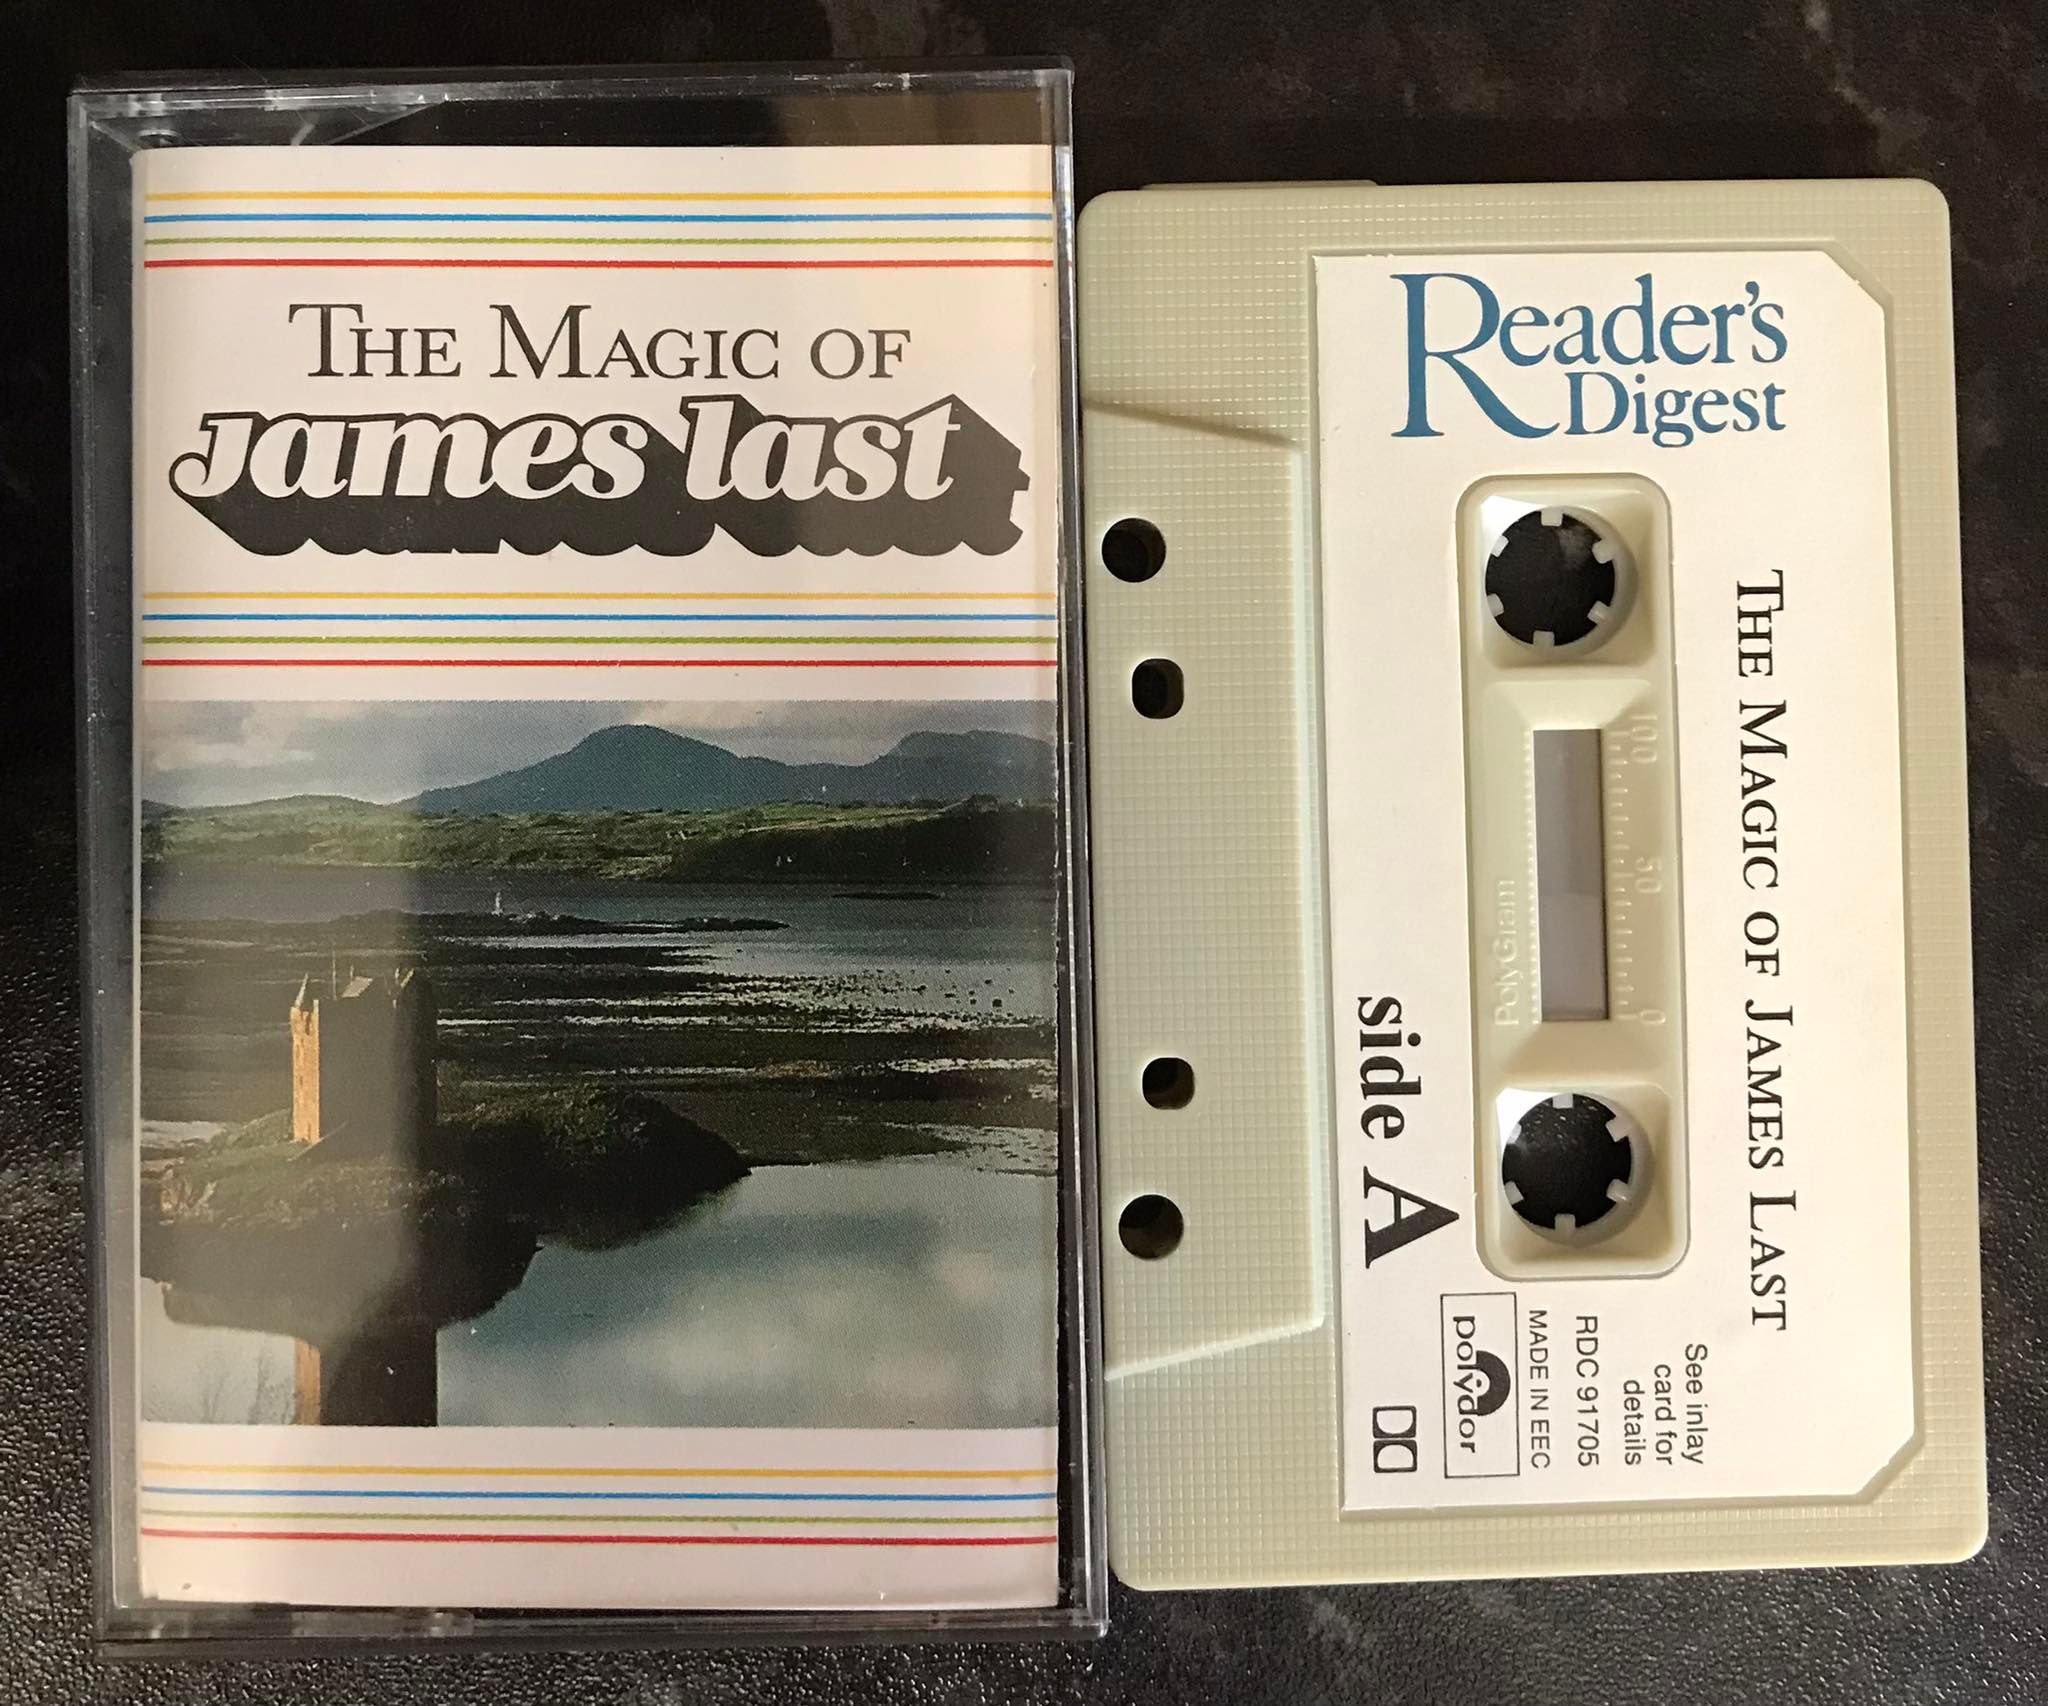 THE MAGIC OF
james last
Reader's
Digest
THE MAGIC OF JAMES LAST
100
50
0
PolyGram
side A
See inlay
card for
details
RDC 91705
MADE IN EEC
polydor